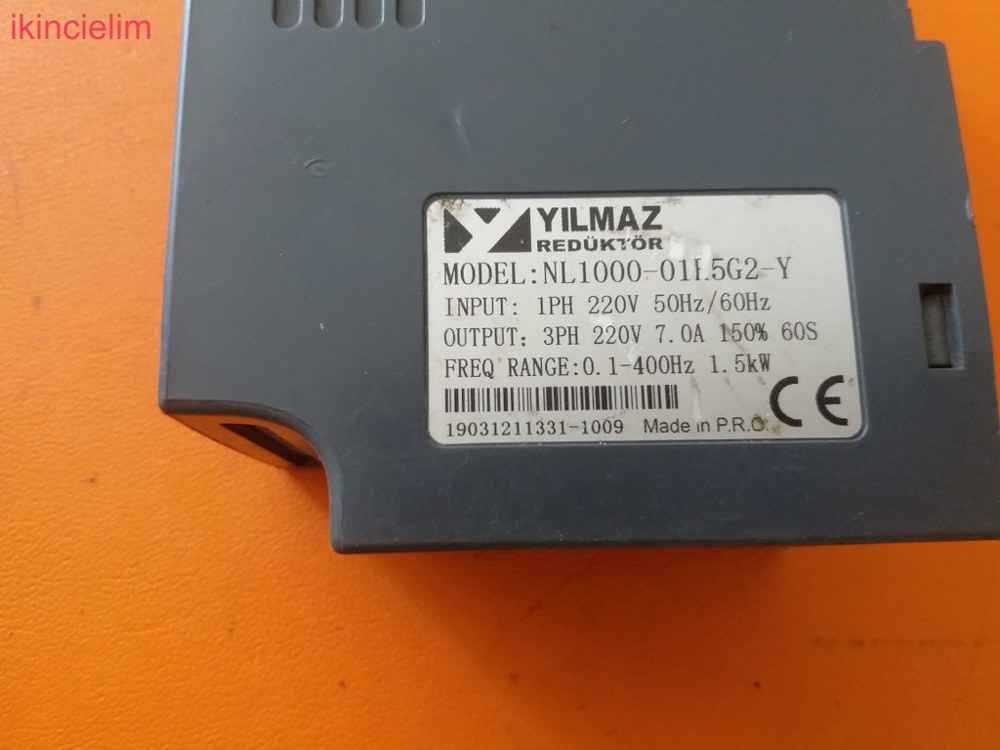 ikincielim
YILMAZ
REDÜKTÖR
MODEL:NL1000-01R5G2-Y
INPUT: 1PH 220V 50Hz/60Hz
OUTPUT: 3PH 220V 7.0A 150% 60S
FREQ RANGE:0.1-400Hz 1.5kW
CE
19031211331-1009 Made in P.R.C.